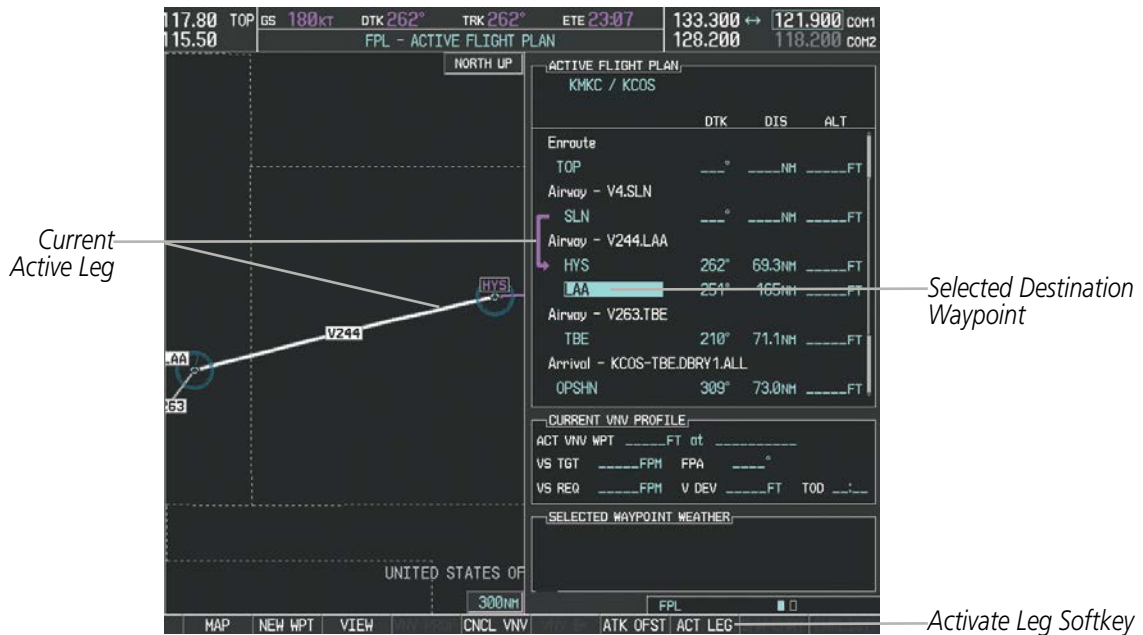 117.80 TOP GS 180KT DTK 262° TRK 262° ETE 23:07 133.300 ↔ 121.900 COM1
115.50 FPL - ACTIVE FLIGHT PLAN 128.200 118.200 COM2
NORTH UP
ACTIVE FLIGHT PLAN
KMKC / KCOS
DTK DIS ALT
Enroute
TOP ___° ____NM _____FT
Airway - V4.SLN
SLN ___° ____NM _____FT
Airway - V244.LAA
HYS 262° 69.3NM _____FT
LAA 251° 165NM _____FT
Airway - V263.TBE
TBE 210° 71.1NM _____FT
Arrival - KCOS-TBE.DBRY1.ALL
OPSHN 309° 73.0NM _____FT
CURRENT VNV PROFILE
ACT VNV WPT _____FT at __________
VS TGT _____FPM FPA ____°
VS REQ _____FPM V DEV _____FT TOD __:__
SELECTED WAYPOINT WEATHER
HYS
V244
LAA
263
UNITED STATES OF
300NM
FPL
MAP NEW WPT VIEW CNCL VNV ATK OFST ACT LEG
Current
Active Leg
Selected Destination
Waypoint
Activate Leg Softkey